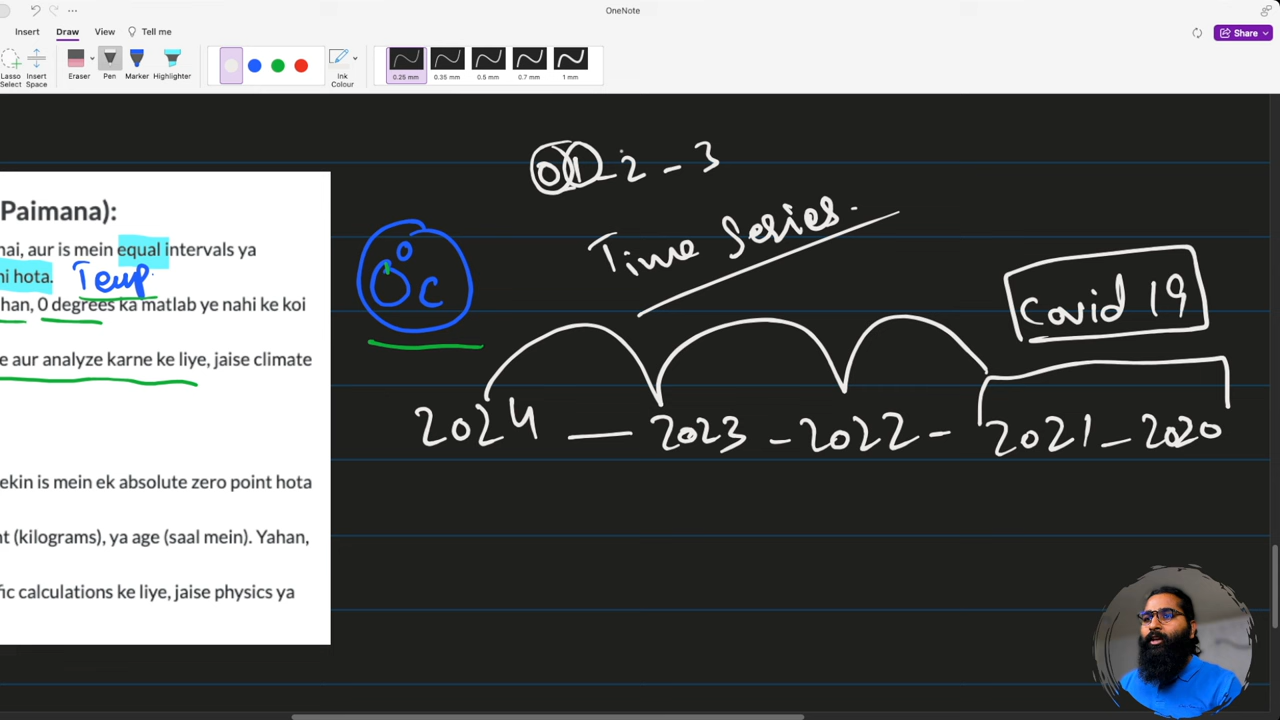 OneNote
Insert
Draw
View
Tell me
Share
Lasso Select
Insert Space
Eraser
Pen
Marker
Highlighter
Ink Colour
0.25 mm
0.35 mm
0.5 mm
0.7 mm
1 mm
0 1 - 2 - 3
Paimana):
Time Series.
hai, aur is mein equal intervals ya
hi hota. Temp
han, 0 degrees ka matlab ye nahi ke koi
0°C
Covid 19
e aur analyze karne ke liye, jaise climate
2024 — 2023 - 2022 - 2021 - 2020
ekin is mein ek absolute zero point hota
nt (kilograms), ya age (saal mein). Yahan,
fic calculations ke liye, jaise physics ya